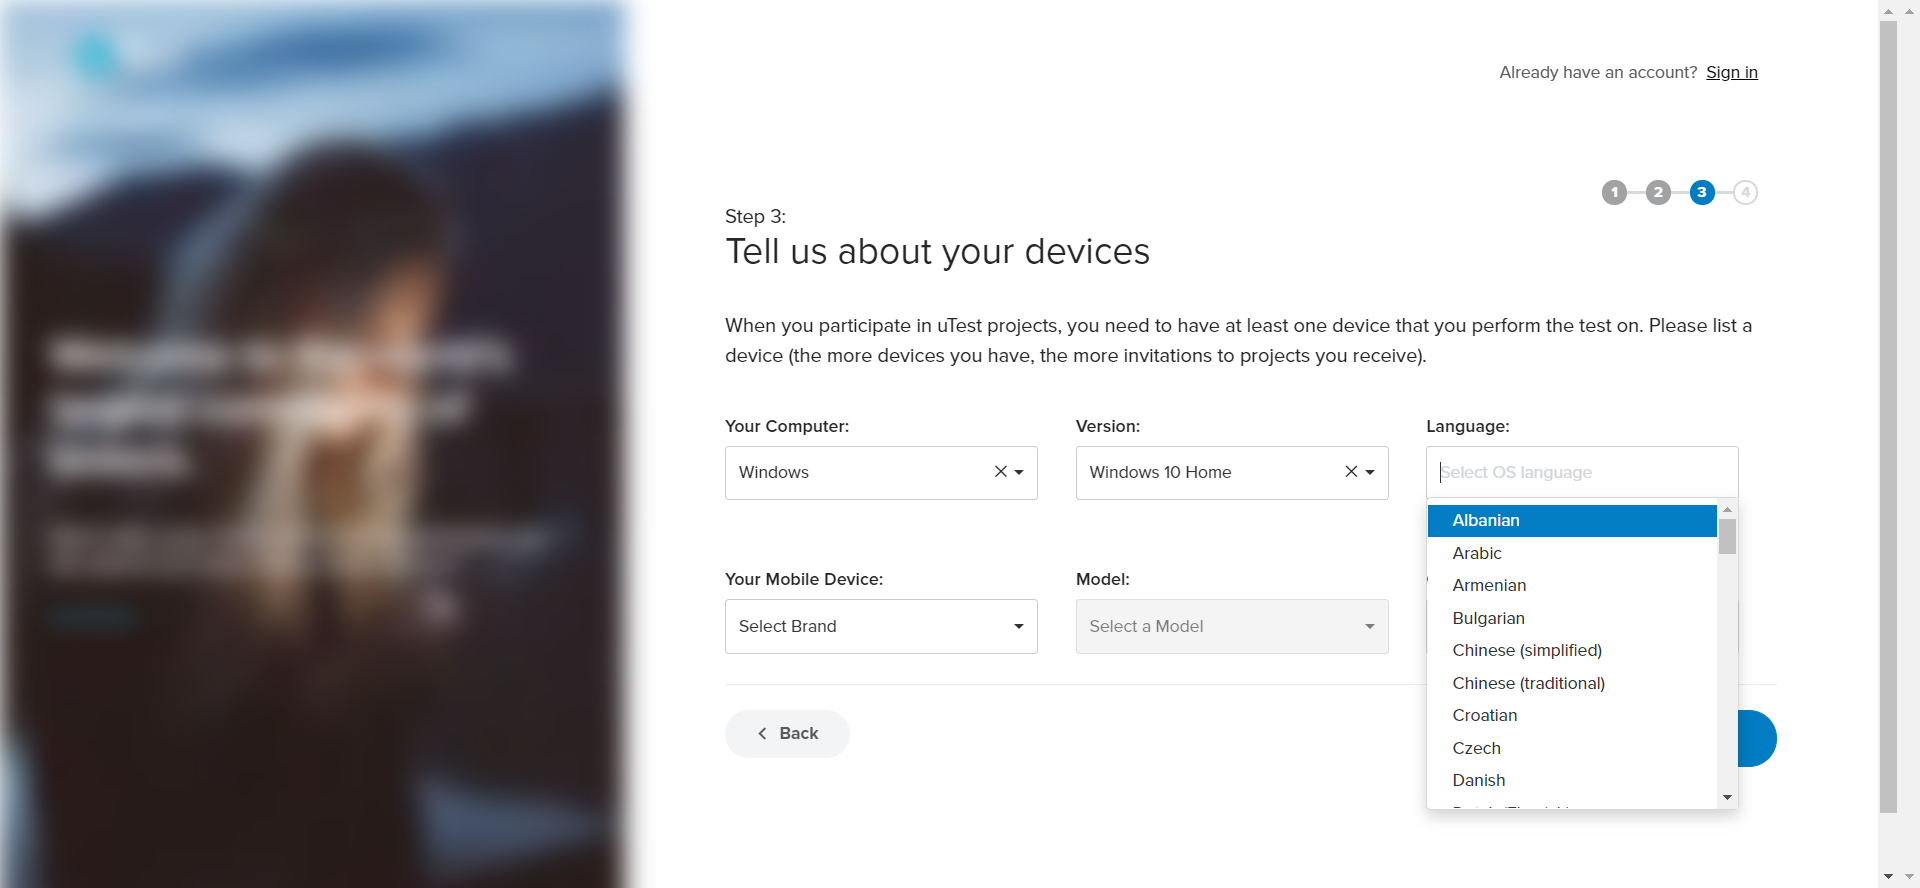 Already have an account? Sign in
1 2 3 4
Step 3:
Tell us about your devices
When you participate in uTest projects, you need to have at least one device that you perform the test on. Please list a
device (the more devices you have, the more invitations to projects you receive).
Your Computer: Version: Language:
Windows Windows 10 Home Select OS language
Albanian
Arabic
Armenian
Bulgarian
Chinese (simplified)
Chinese (traditional)
Croatian
Czech
Danish
Your Mobile Device: Model:
Select Brand Select a Model
Back